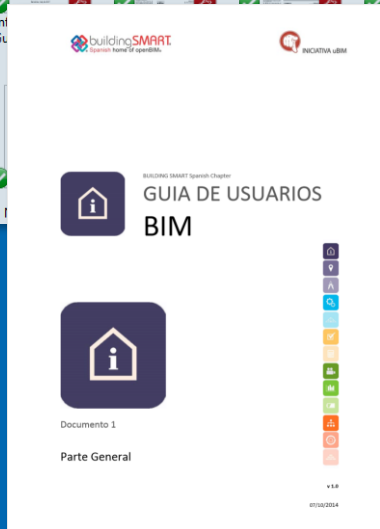 buildingSMART.
Spanish home of openBIM.
INICIATIVA uBIM
BUILDING SMART Spanish Chapter
GUIA DE USUARIOS
BIM
Documento 1
Parte General
v 1.0
07/10/2014